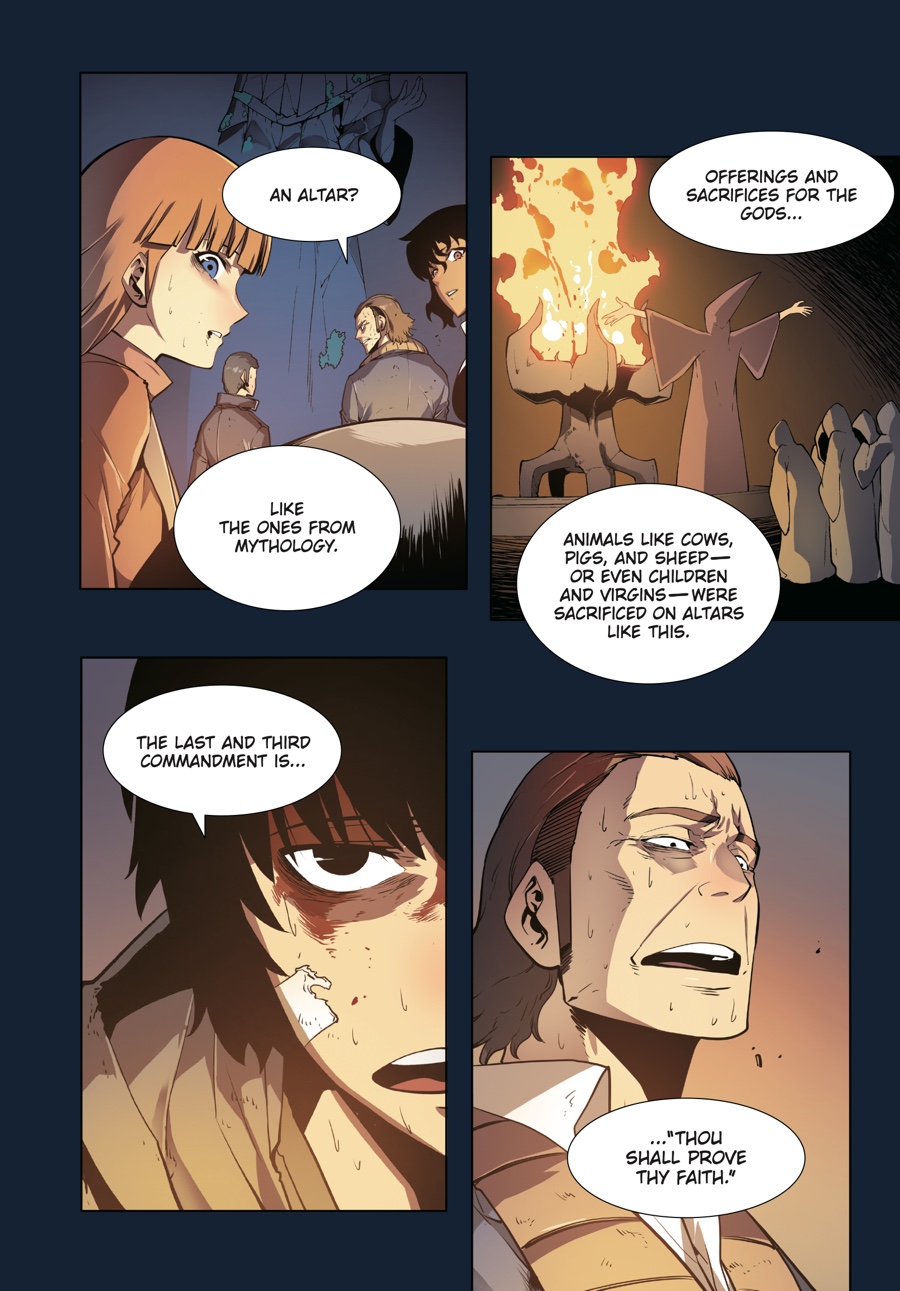 AN ALTAR?
LIKE
THE ONES FROM
MYTHOLOGY.
OFFERINGS AND
SACRIFICES FOR THE
GODS...
ANIMALS LIKE COWS,
PIGS, AND SHEEP—
OR EVEN CHILDREN
AND VIRGINS—WERE
SACRIFICED ON ALTARS
LIKE THIS.
THE LAST AND THIRD
COMMANDMENT IS...
..."THOU
SHALL PROVE
THY FAITH."